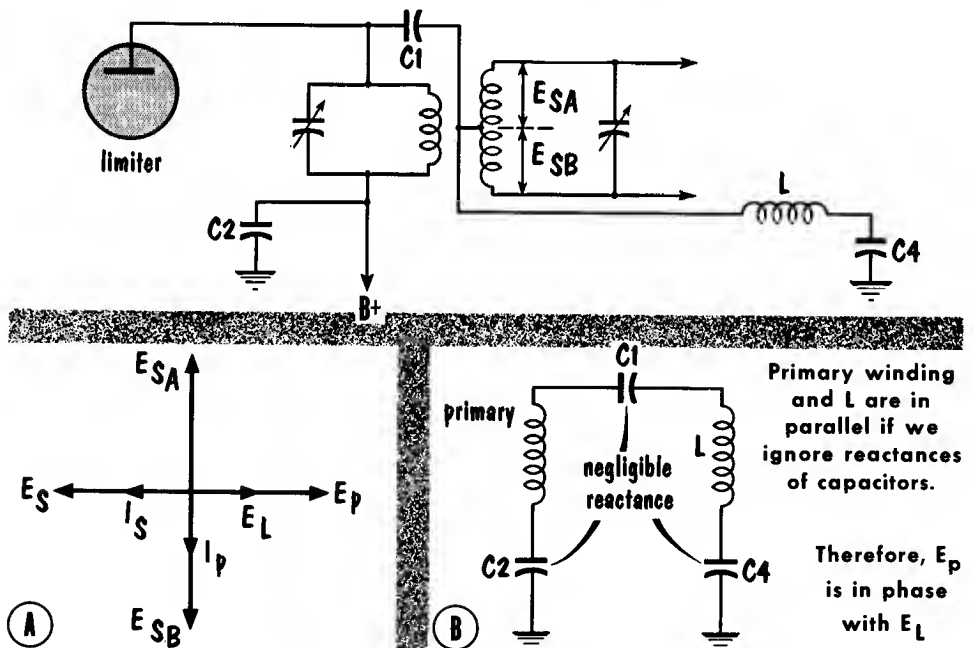 C1
E SA
E SB
limiter
L
C2
C4
B+
E SA
E S
I S
E L
E p
I p
E SB
A
C1
primary
L
negligible
reactance
C2
C4
B
Primary winding
and L are in
parallel if we
ignore reactances
of capacitors.
Therefore, E p
is in phase
with E L